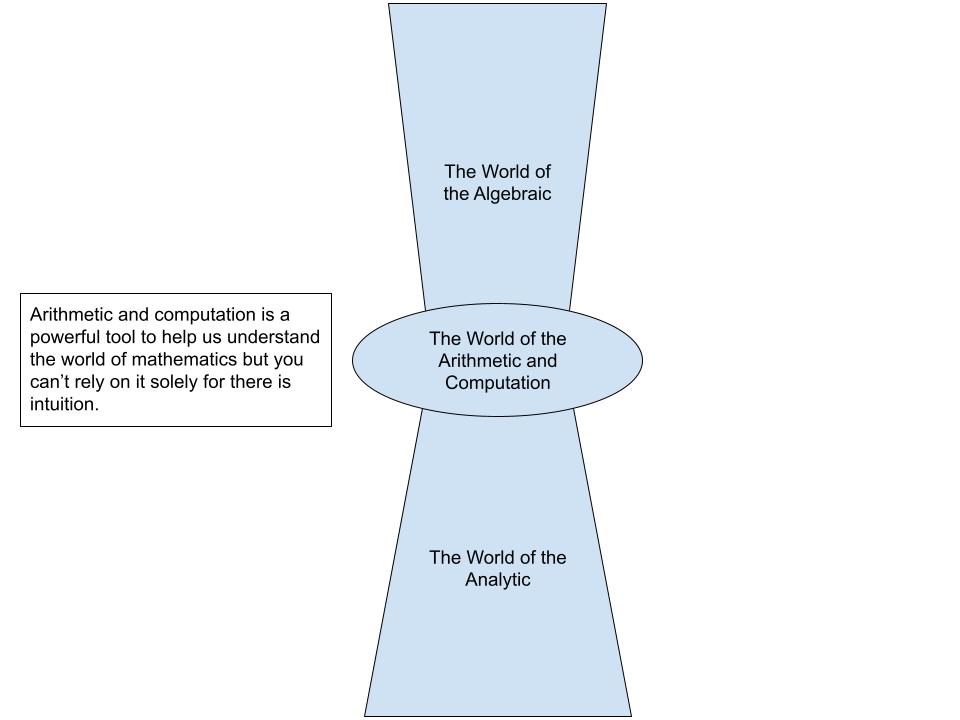 The World of
the Algebraic
Arithmetic and computation is a
powerful tool to help us understand
the world of mathematics but you
can’t rely on it solely for there is
intuition.
The World of the
Arithmetic and
Computation
The World of the
Analytic